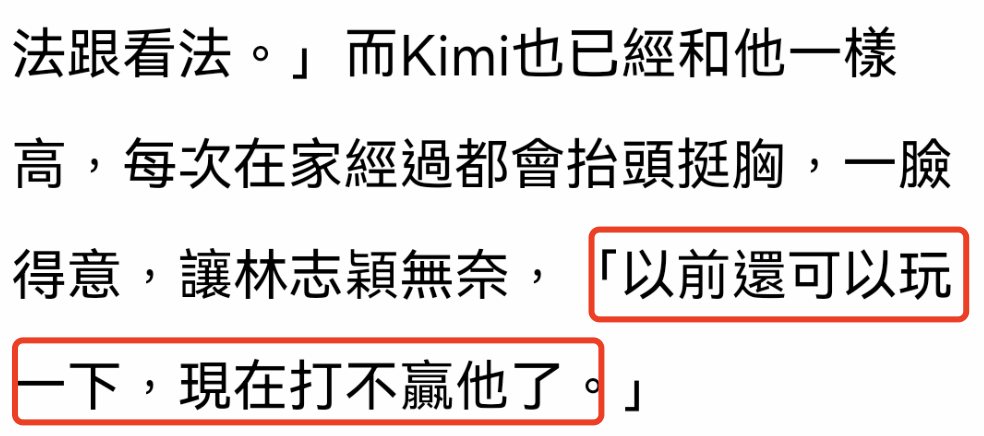 法跟看法。」而Kimi也已經和他一樣
高，每次在家經過都會抬頭挺胸，一臉
得意，讓林志穎無奈，「以前還可以玩
一下，現在打不贏他了。」